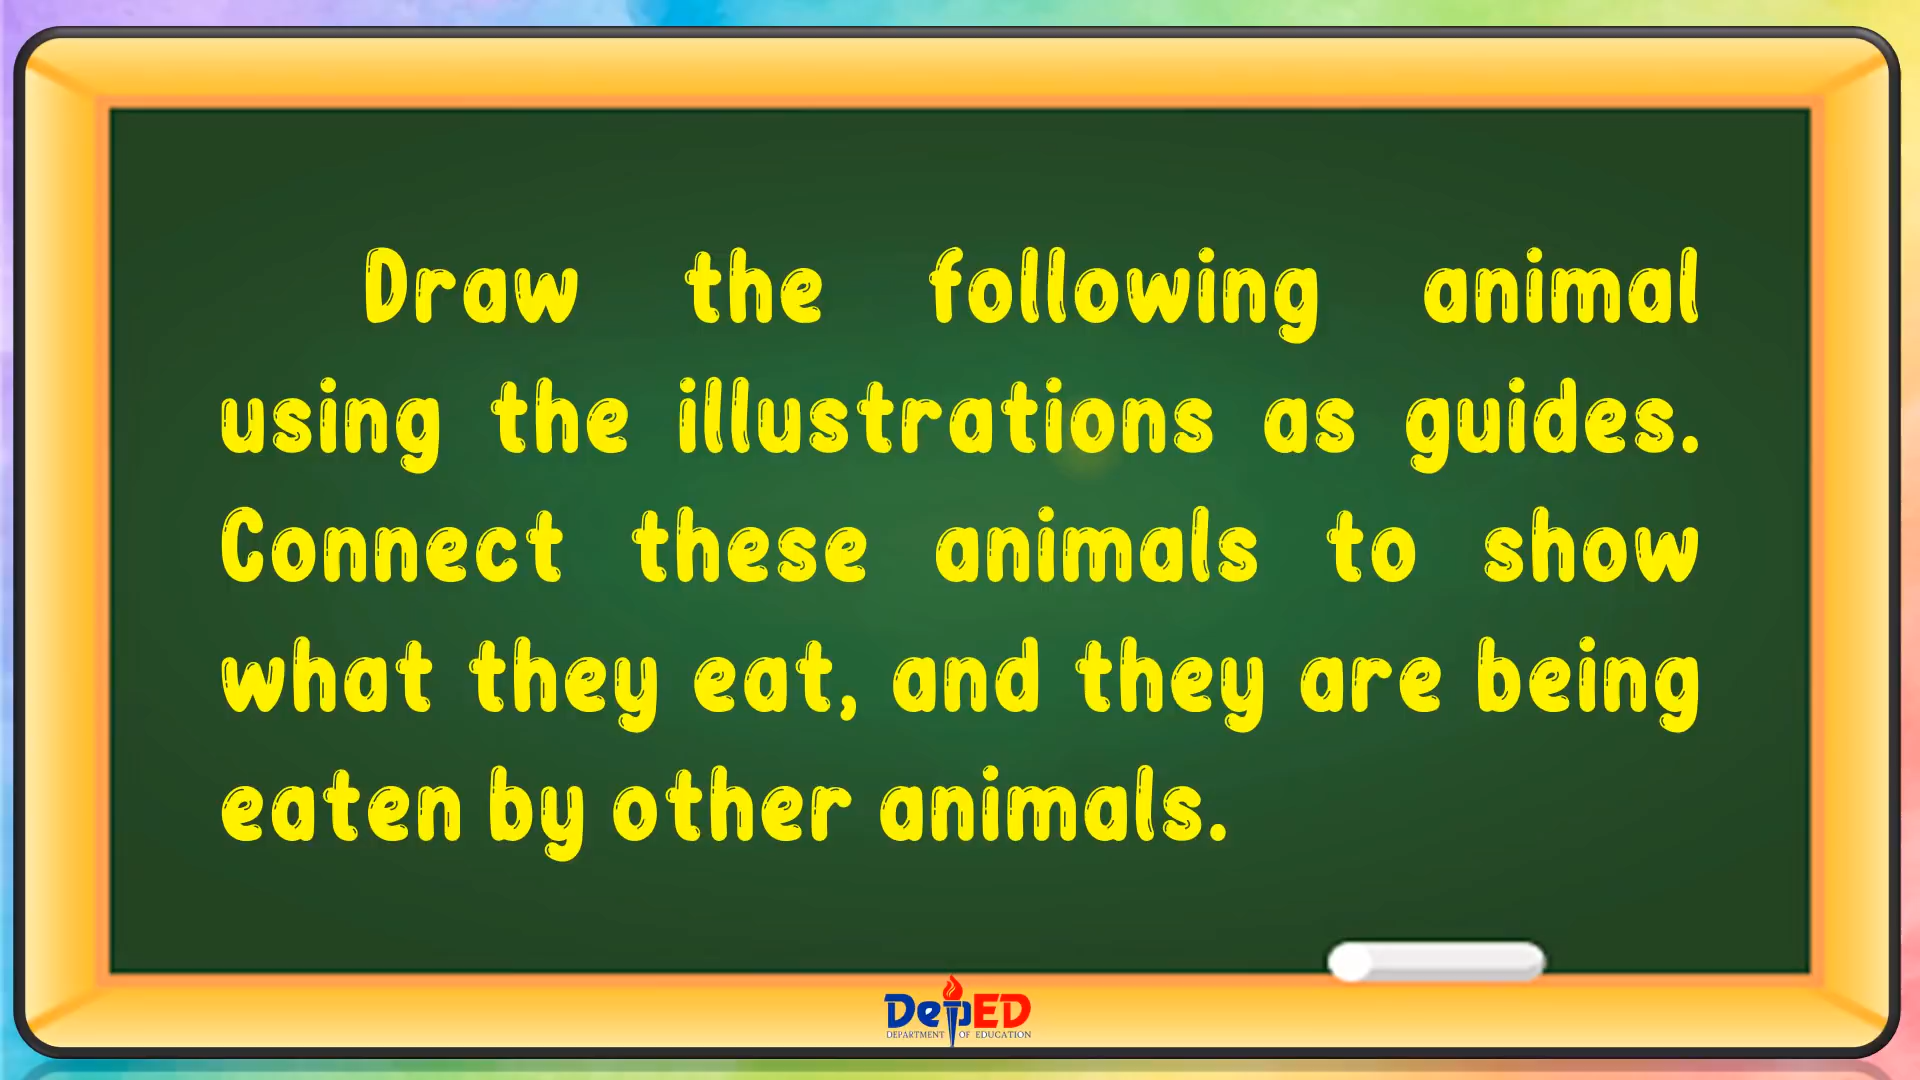 Draw the following animal
using the illustrations as guides.
Connect these animals to show
what they eat, and they are being
eaten by other animals.
DepED
DEPARTMENT OF EDUCATION